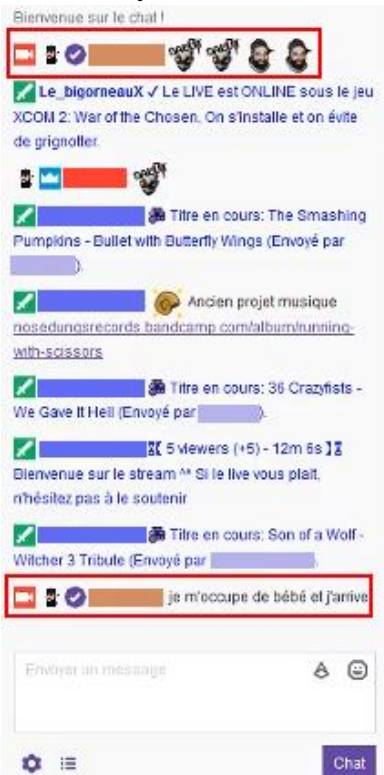 Bienvenue sur le chat !
Le_bigorneauX ✓ Le LIVE est ONLINE sous le jeu
XCOM 2: War of the Chosen, On s'installe et on évite
de grignotter.
Titre en cours: The Smashing
Pumpkins - Bullet with Butterfly Wings (Envoyé par
).
Ancien projet musique
nosedungsrecords.bandcamp.com/album/running-
with-scissors
Titre en cours: 36 Crazyfists -
We Gave It Hell (Envoyé par ).
5 viewers (+5) - 12m 6s
Bienvenue sur le stream ^^ Si le live vous plait,
n'hésitez pas à le soutenir
Titre en cours: Son of a Wolf -
Witcher 3 Tribute (Envoyé par ).
je m'occupe de bébé et j'arrive
Envoyer un message
Chat